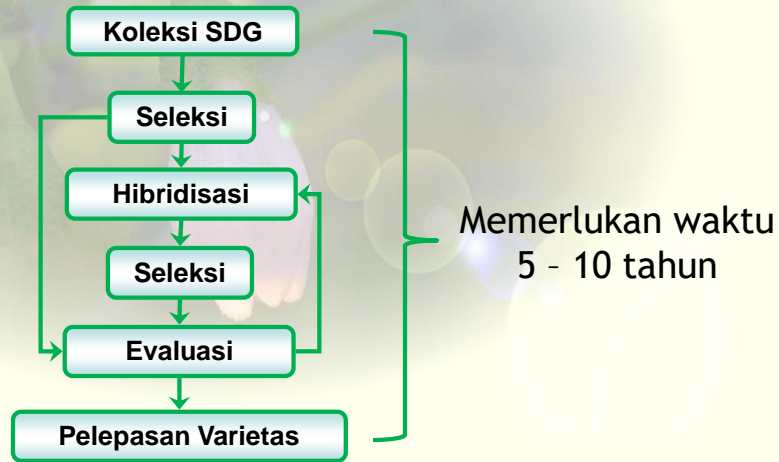 Koleksi SDG
Seleksi
Hibridisasi
Seleksi
Evaluasi
Pelepasan Varietas
Memerlukan waktu
5 – 10 tahun